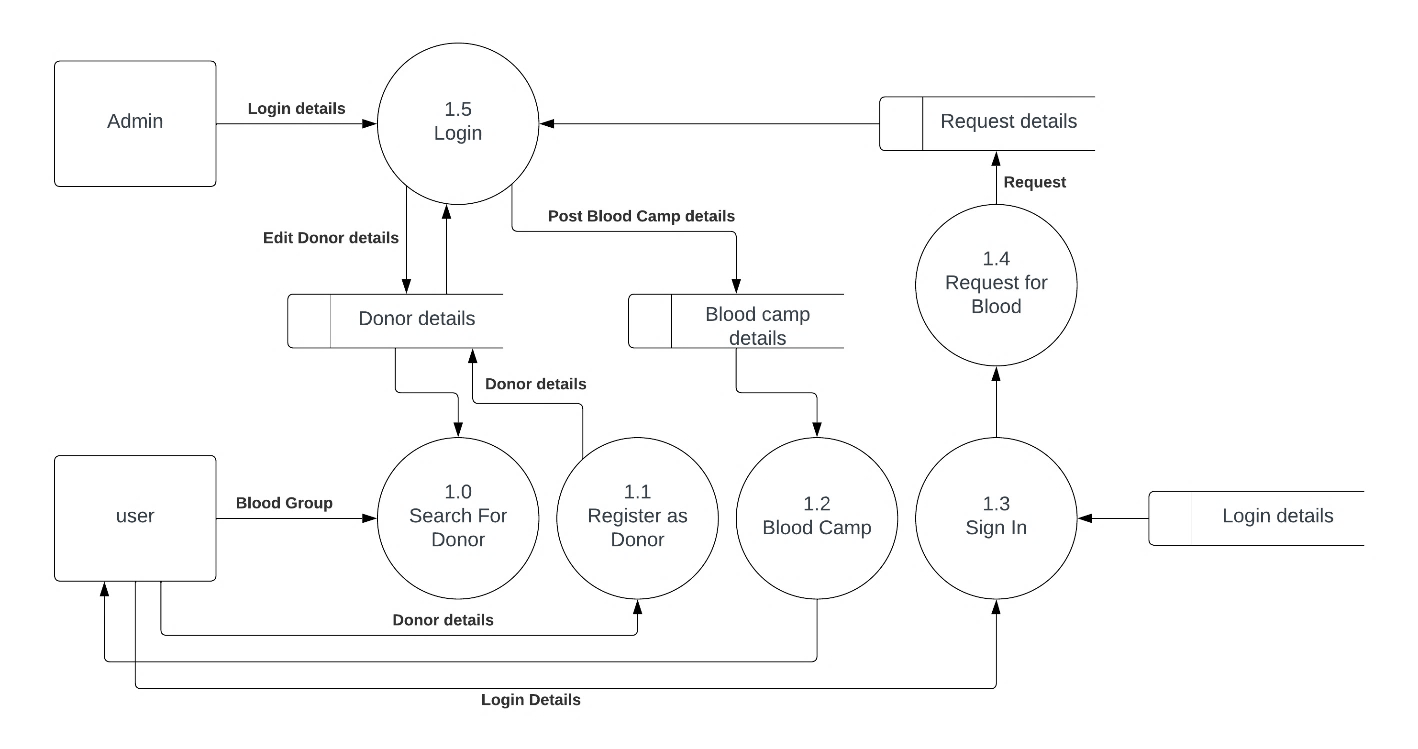 Admin
Login details
1.5
Login
Request details
Request
Post Blood Camp details
Edit Donor details
1.4
Request for
Blood
Donor details
Blood camp
details
Donor details
user
Blood Group
1.0
Search For
Donor
1.1
Register as
Donor
1.2
Blood Camp
1.3
Sign In
Login details
Donor details
Login Details